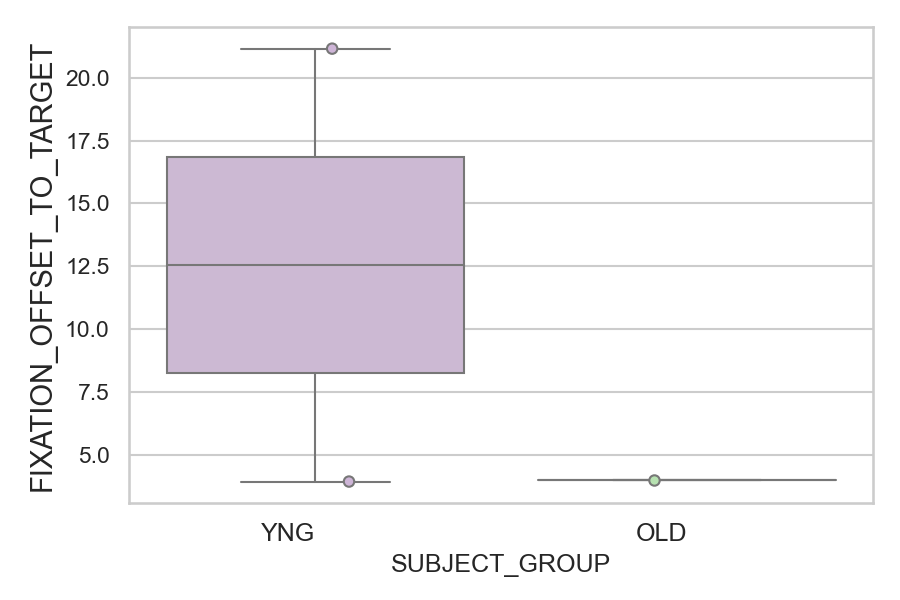 FIXATION_OFFSET_TO_TARGET
20.0
17.5
15.0
12.5
10.0
7.5
5.0
YNG OLD
SUBJECT_GROUP